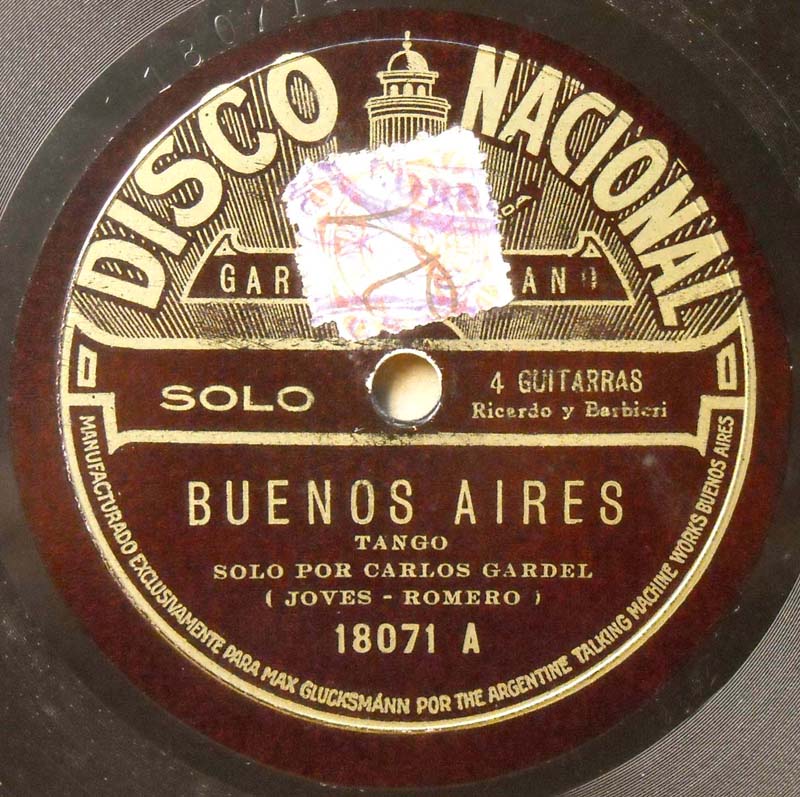 18071
DISCO NACIONAL
GAR ANO
SOLO
4 GUITARRAS
Ricardo y Barbieri
BUENOS AIRES
TANGO
SOLO POR CARLOS GARDEL
( JOVES - ROMERO )
18071 A
MANUFACTURADO EXCLUSIVAMENTE PARA MAX GLUCKSMÁNN POR THE ARGENTINE TALKING MACHINE WORKS BUENOS AIRES